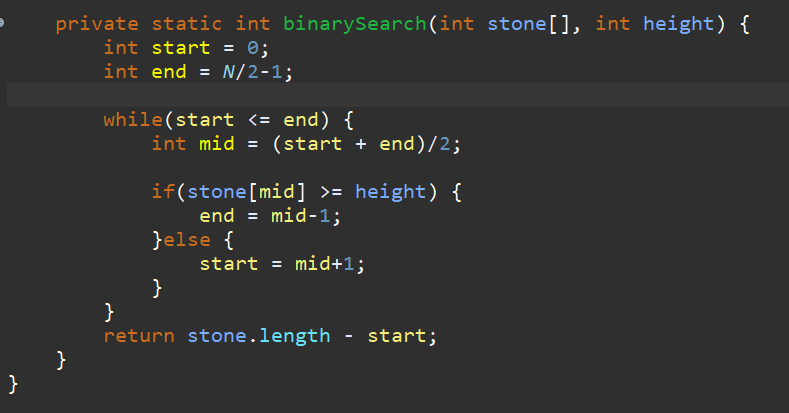 private static int binarySearch(int stone[], int height) {
int start = 0;
int end = N/2-1;
while(start <= end) {
int mid = (start + end)/2;
if(stone[mid] >= height) {
end = mid-1;
}else {
start = mid+1;
}
}
return stone.length - start;
}
}